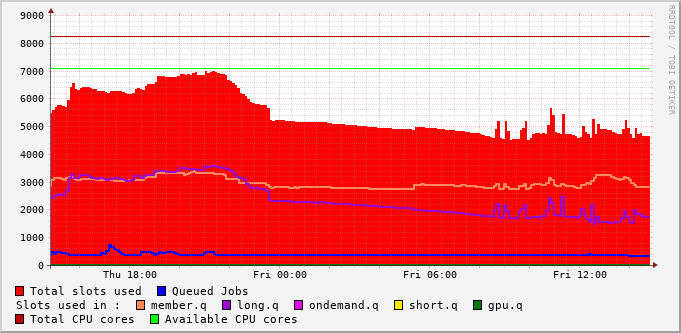 RRDTOOL / TOBI OETIKER
9000
8000
7000
6000
5000
4000
3000
2000
1000
0
Thu 18:00 Fri 00:00 Fri 06:00 Fri 12:00
Total slots used Queued Jobs
Slots used in : member.q long.q ondemand.q short.q gpu.q
Total CPU cores Available CPU cores